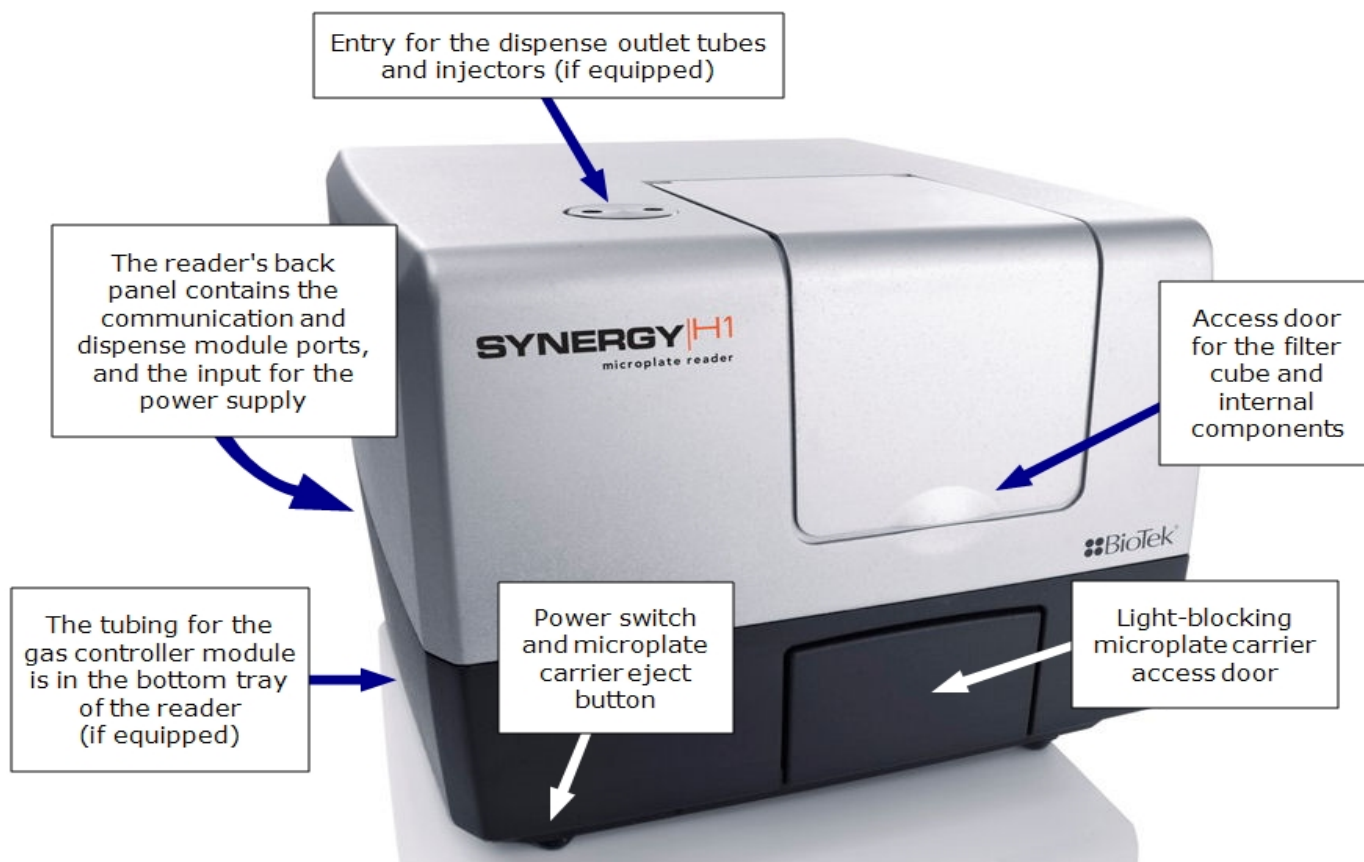 Entry for the dispense outlet tubes
and injectors (if equipped)
The reader's back
panel contains the
communication and
dispense module ports,
and the input for the
power supply
SYNERGY|H1
microplate reader
Access door
for the filter
cube and
internal
components
BioTek®
The tubing for the
gas controller module
is in the bottom tray
of the reader
(if equipped)
Power switch
and microplate
carrier eject
button
Light-blocking
microplate carrier
access door